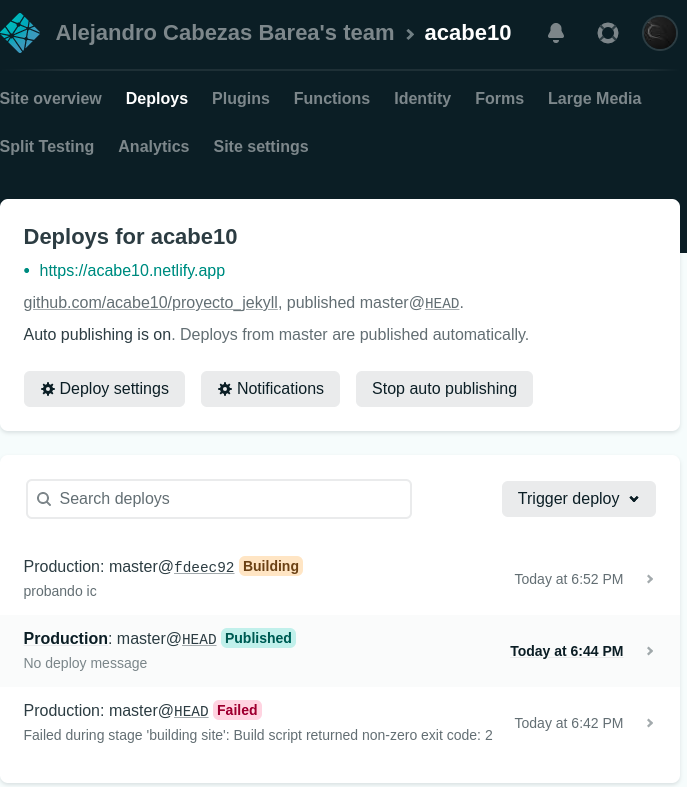 Alejandro Cabezas Barea's team > acabe10
Site overview Deploys Plugins Functions Identity Forms Large Media
Split Testing Analytics Site settings
Deploys for acabe10
• https://acabe10.netlify.app
github.com/acabe10/proyecto_jekyll, published master@HEAD.
Auto publishing is on. Deploys from master are published automatically.
Deploy settings Notifications Stop auto publishing
Search deploys Trigger deploy
Production: master@fdeec92 Building
probando ic
Today at 6:52 PM
Production: master@HEAD Published
No deploy message
Today at 6:44 PM
Production: master@HEAD Failed
Failed during stage 'building site': Build script returned non-zero exit code: 2
Today at 6:42 PM